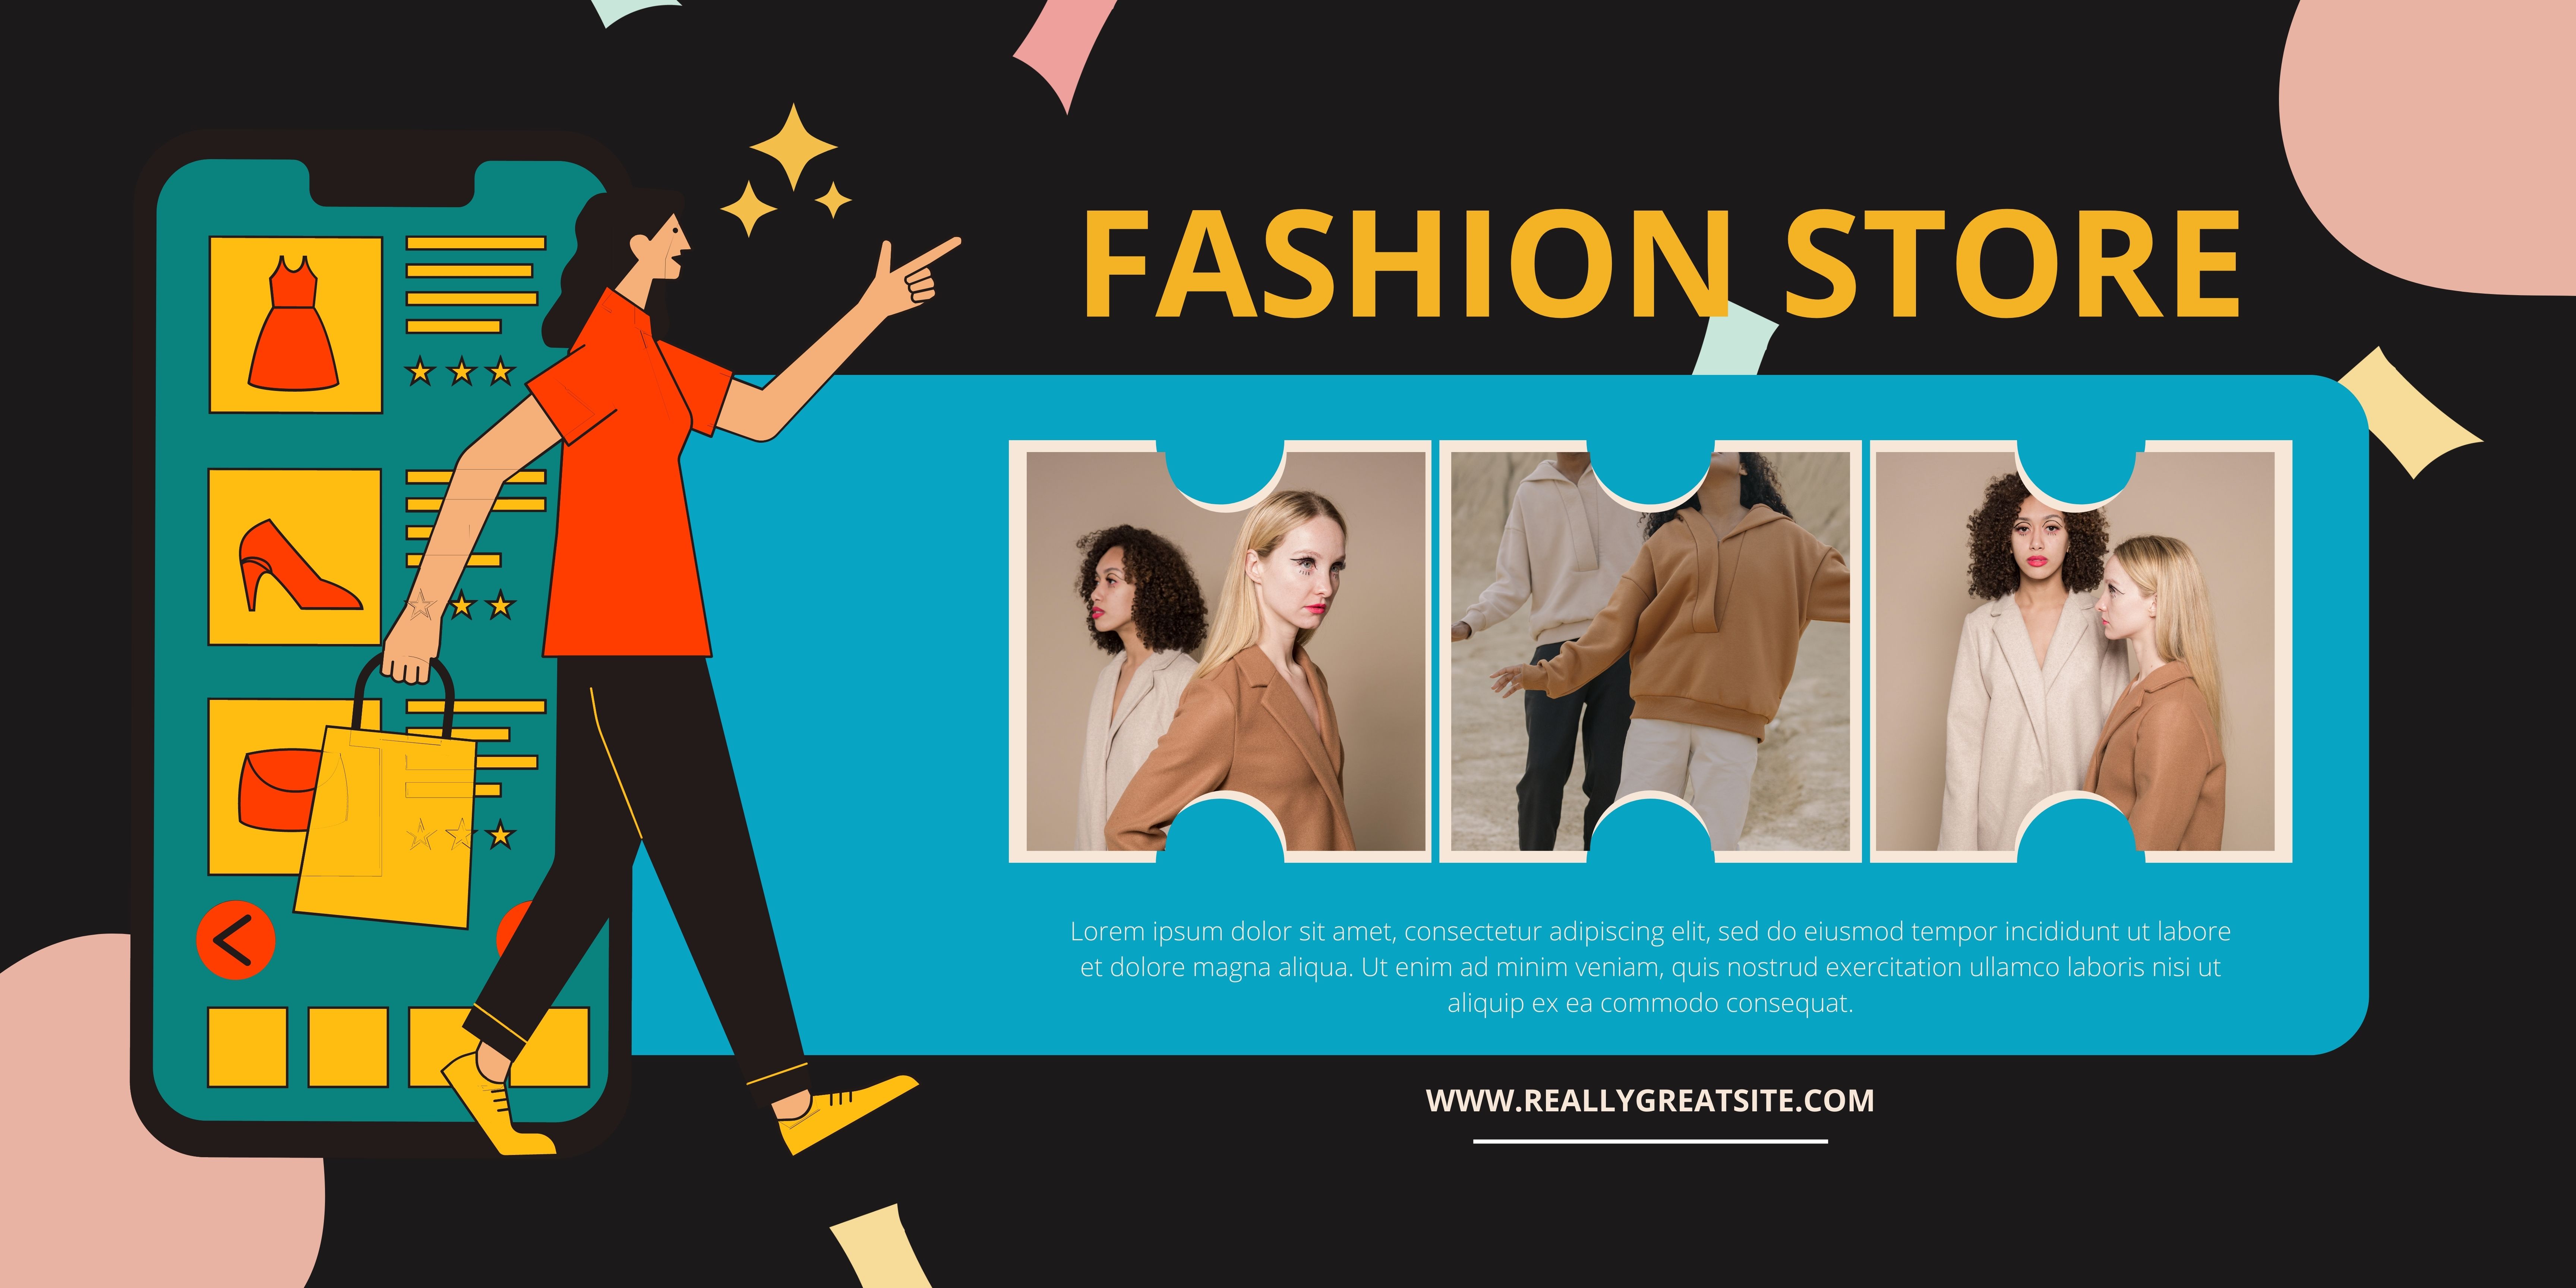 FASHION STORE
Lorem ipsum dolor sit amet, consectetur adipiscing elit, sed do eiusmod tempor incididunt ut labore
et dolore magna aliqua. Ut enim ad minim veniam, quis nostrud exercitation ullamco laboris nisi ut
aliquip ex ea commodo consequat.
WWW.REALLYGREATSITE.COM